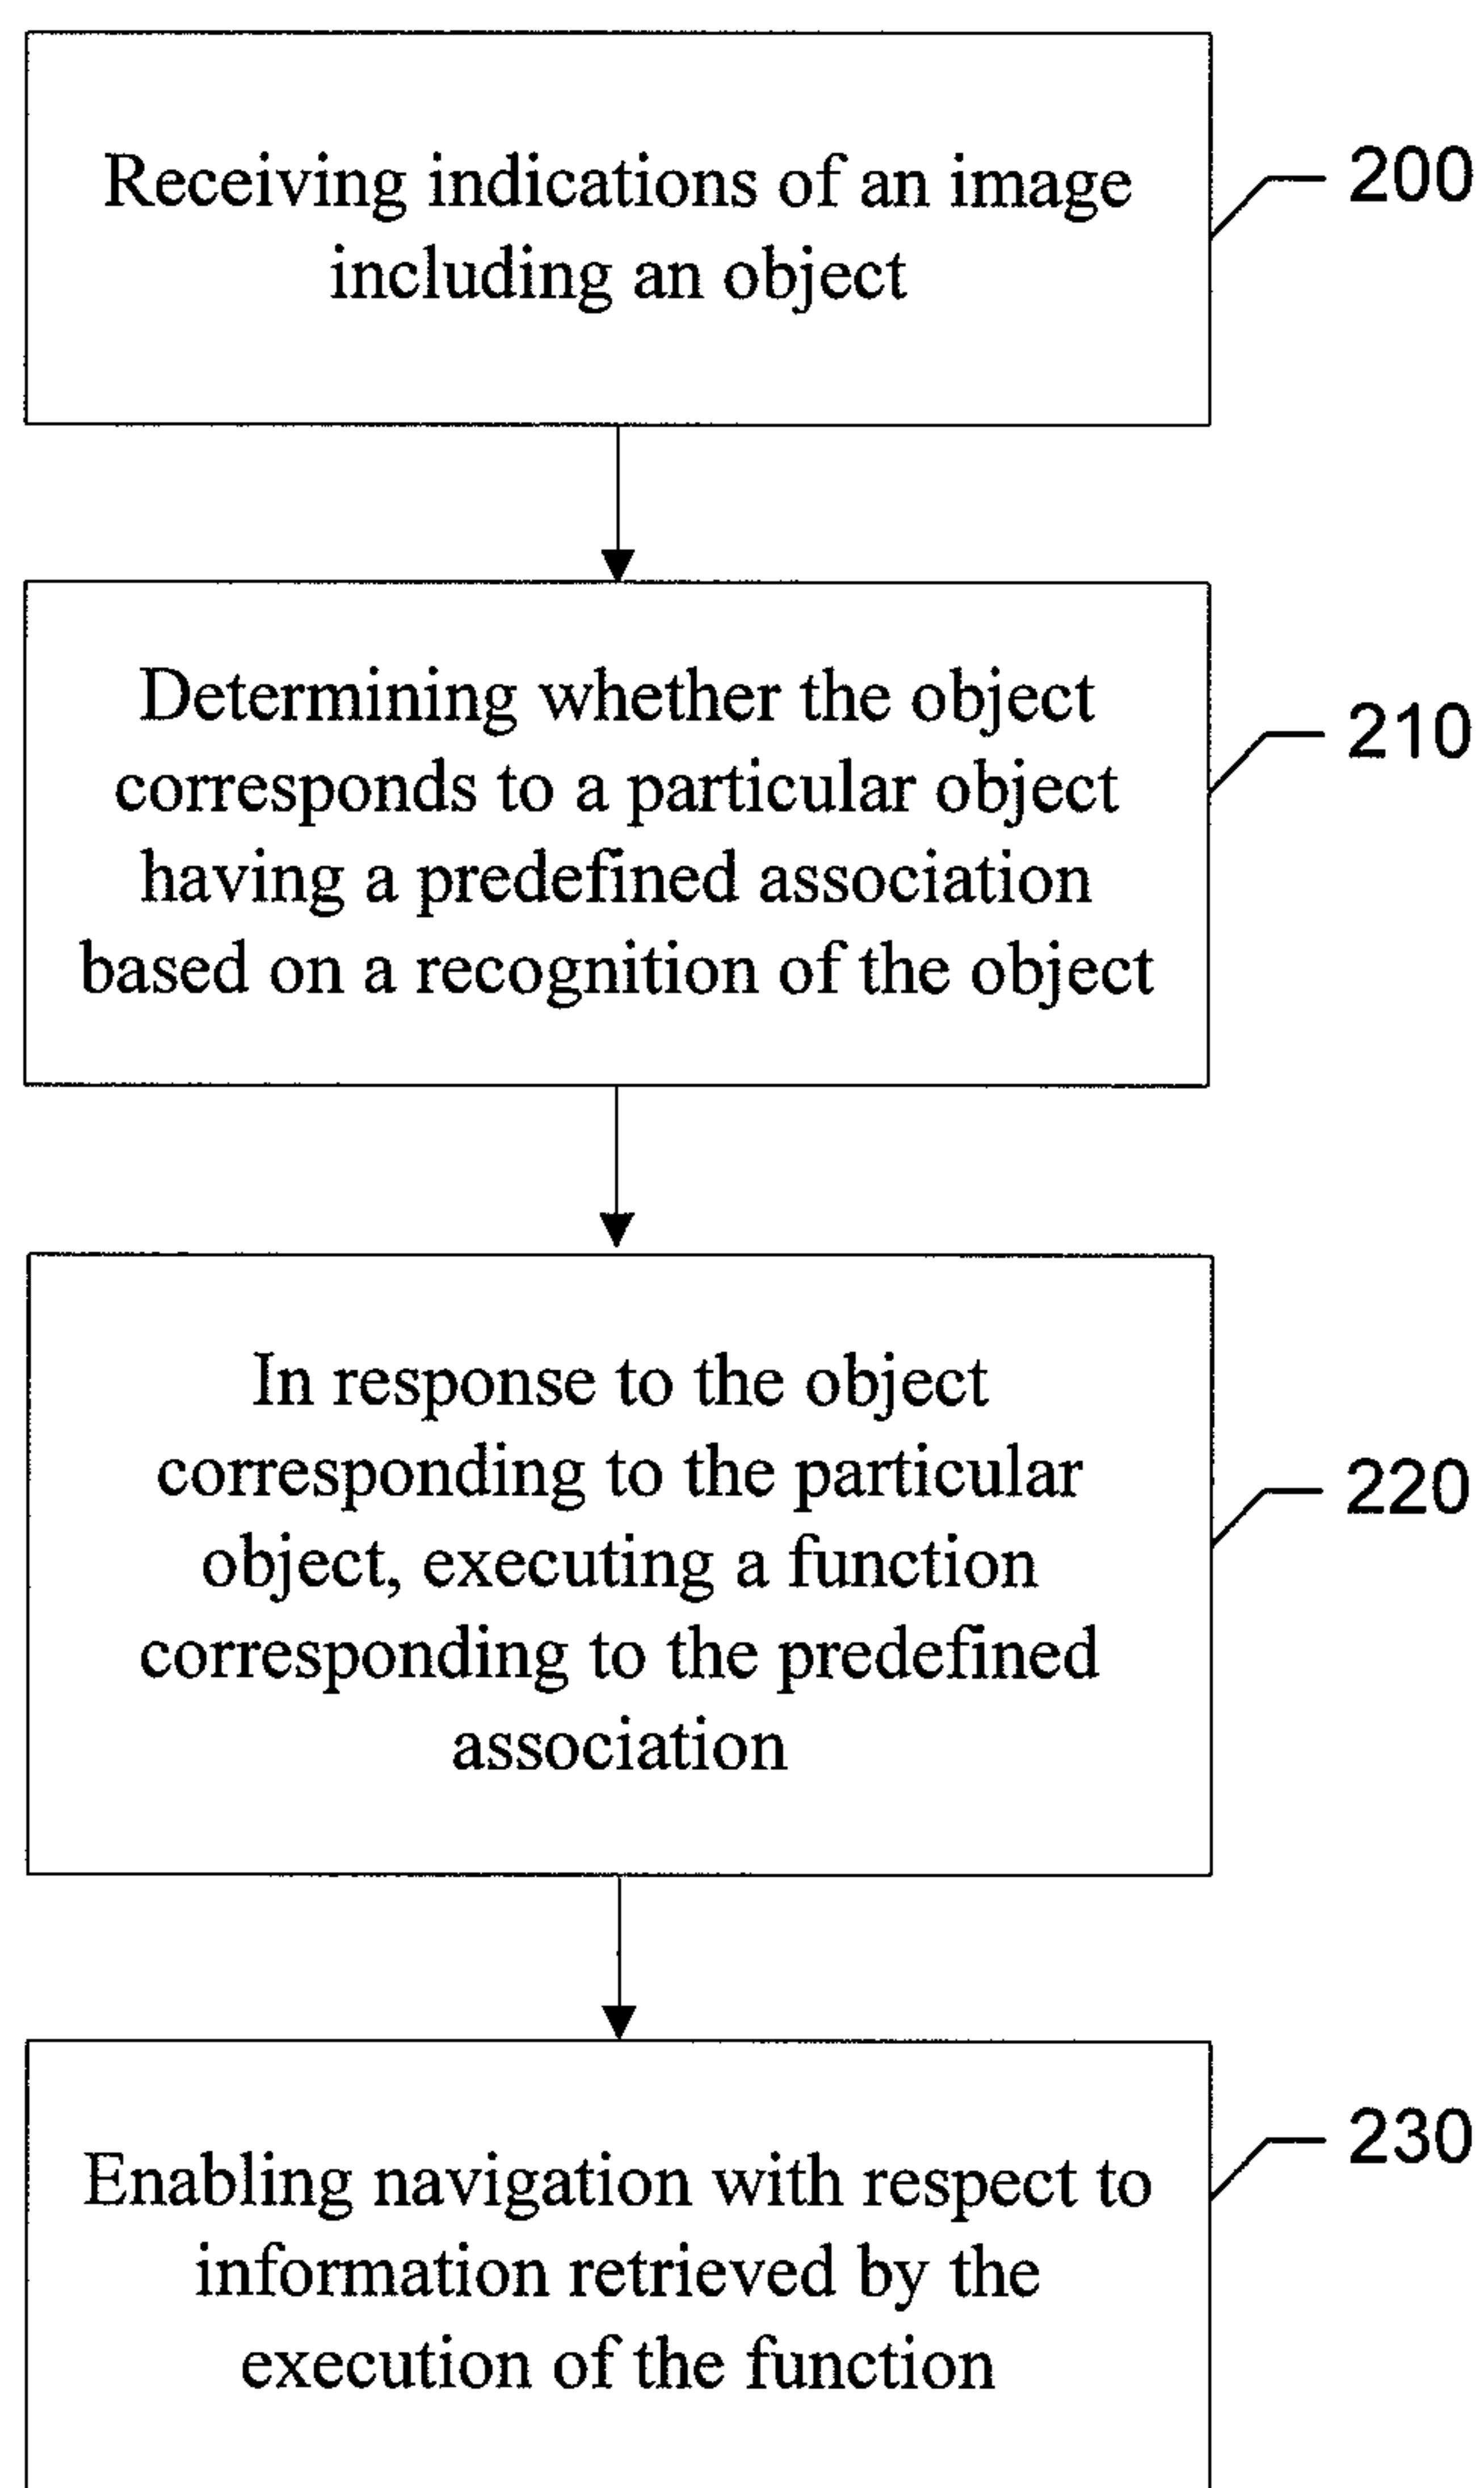 Receiving indications of an image
including an object
200
Determining whether the object
corresponds to a particular object
having a predefined association
based on a recognition of the object
210
In response to the object
corresponding to the particular
object, executing a function
corresponding to the predefined
association
220
Enabling navigation with respect to
information retrieved by the
execution of the function
230